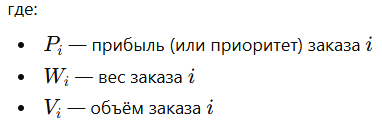 где:
• Pᵢ — прибыль (или приоритет) заказа i
• Wᵢ — вес заказа i
• Vᵢ — объём заказа i